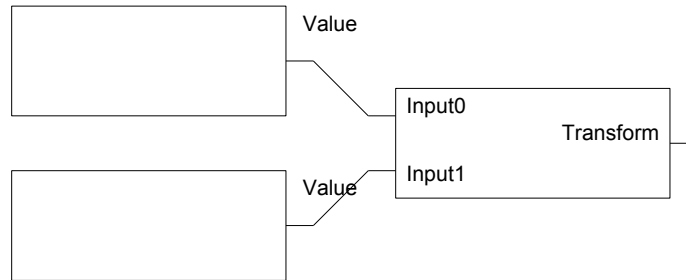 Value
Input0
Transform
Input1
Value